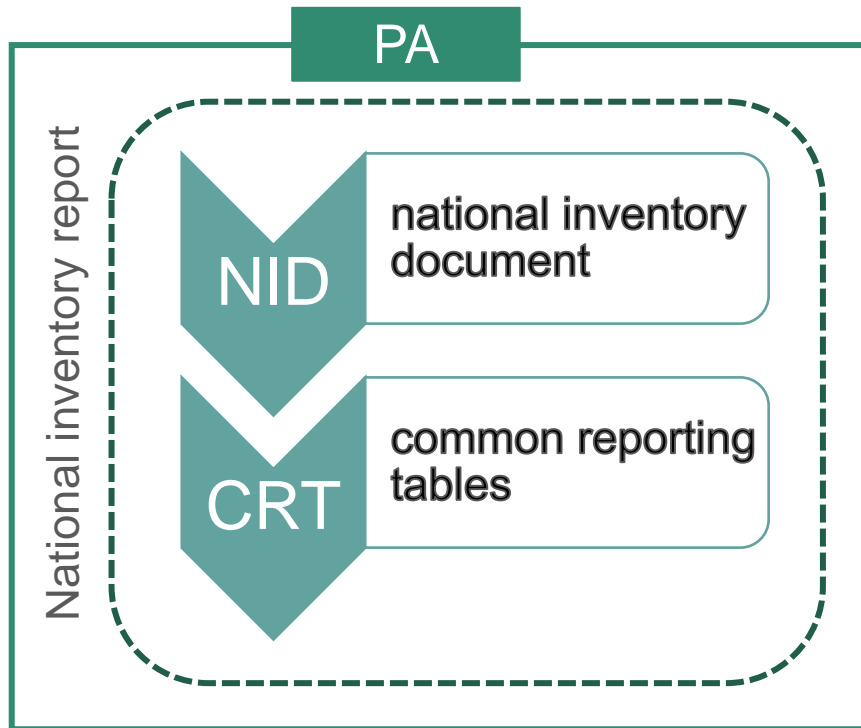 PA
National inventory report
NID
national inventory
document
CRT
common reporting
tables